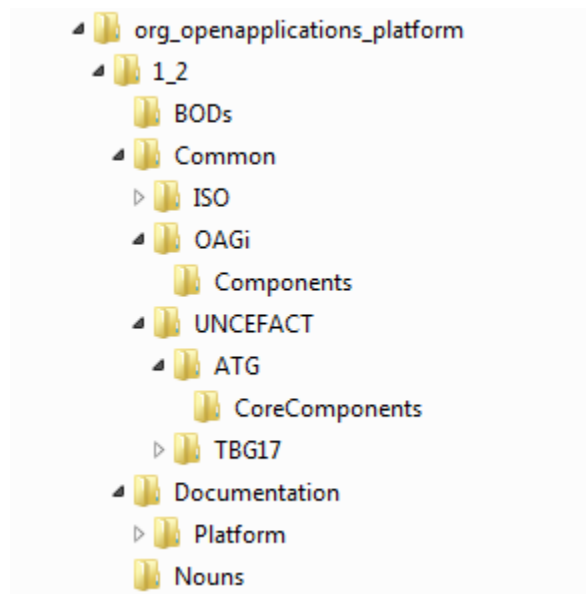 org_openapplications_platform
1_2
BODs
Common
ISO
OAGi
Components
UNCEFACT
ATG
CoreComponents
TBG17
Documentation
Platform
Nouns